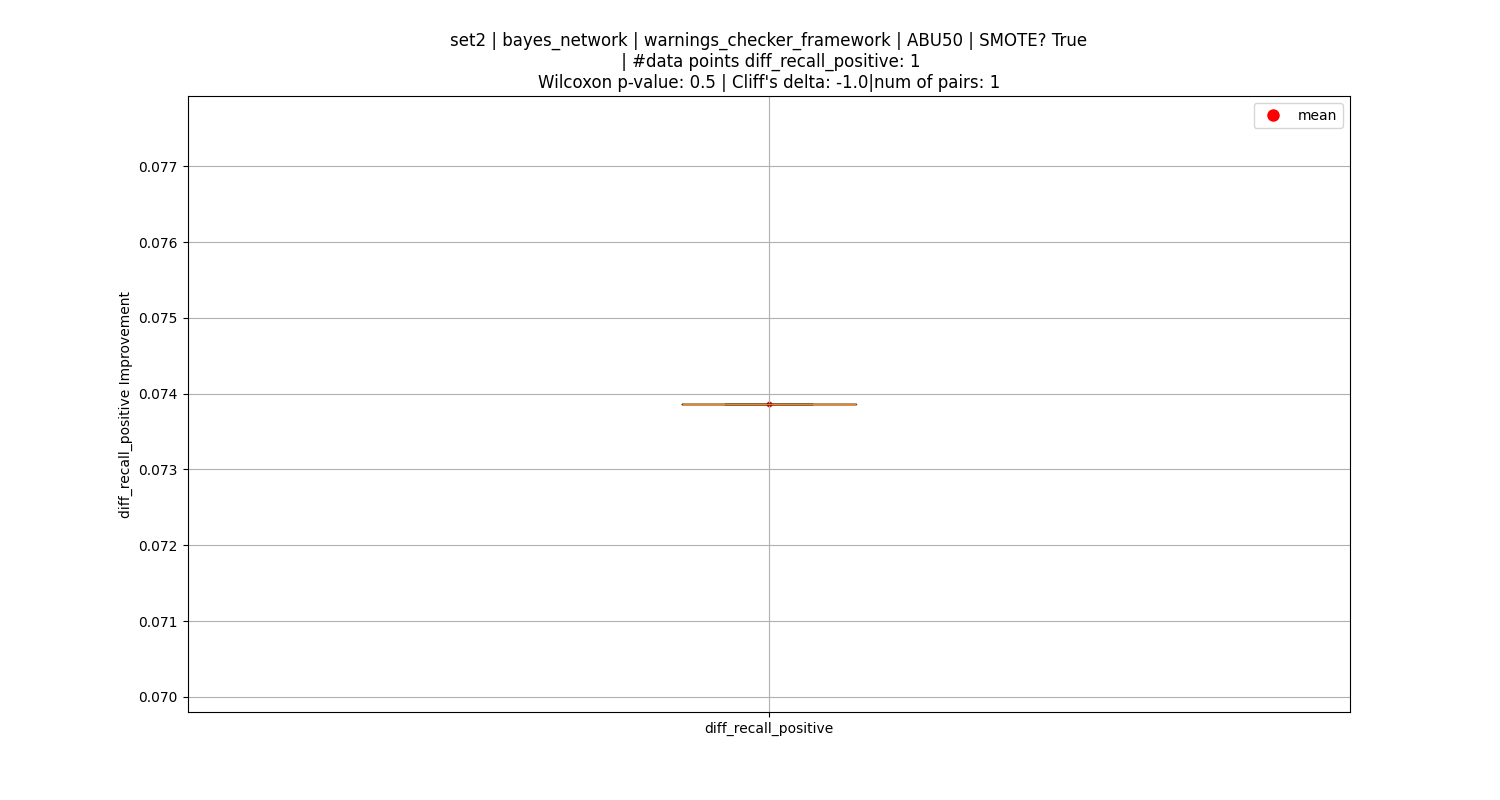 set2 | bayes_network | warnings_checker_framework | ABU50 | SMOTE? True
| #data points diff_recall_positive: 1
Wilcoxon p-value: 0.5 | Cliff's delta: -1.0|num of pairs: 1
mean
0.077
0.076
0.075
0.074
0.073
0.072
0.071
0.070
diff_recall_positive Improvement
diff_recall_positive